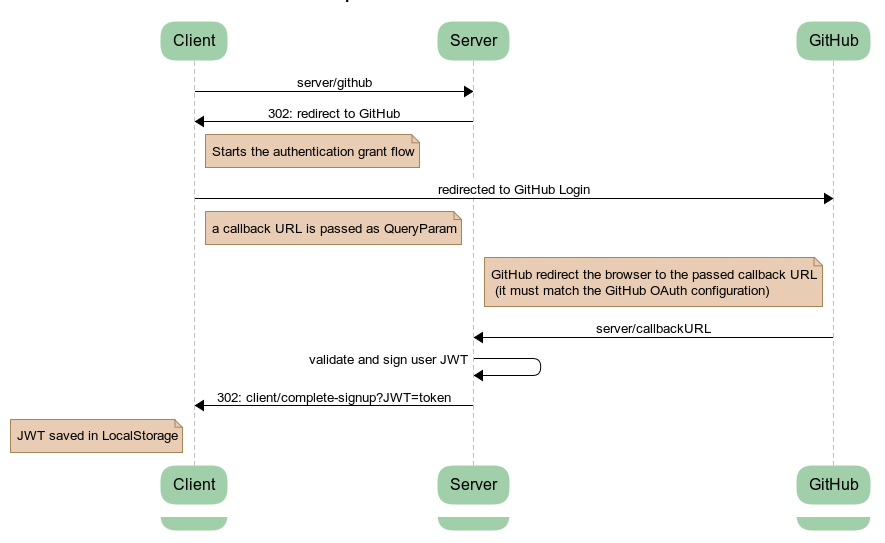 Client
Server
GitHub
server/github
302: redirect to GitHub
Starts the authentication grant flow
redirected to GitHub Login
a callback URL is passed as QueryParam
GitHub redirect the browser to the passed callback URL
(it must match the GitHub OAuth configuration)
server/callbackURL
validate and sign user JWT
302: client/complete-signup?JWT=token
JWT saved in LocalStorage
Client
Server
GitHub